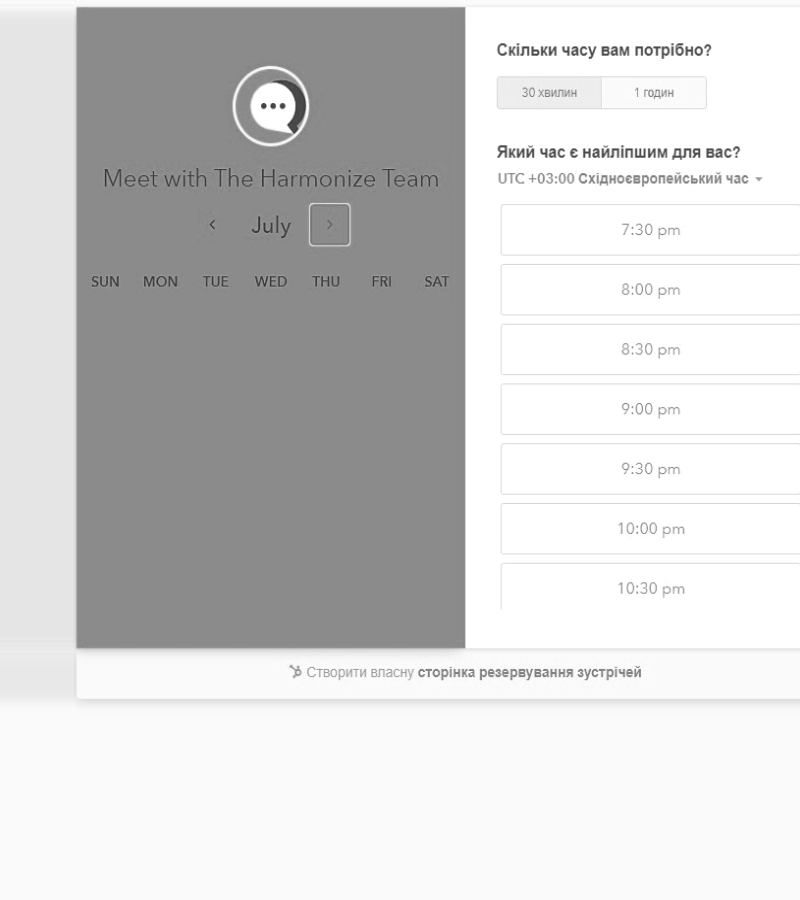 Meet with The Harmonize Team
July
SUN MON TUE WED THU FRI SAT
Скільки часу вам потрібно?
30 хвилин 1 годин
Який час є найліпшим для вас?
UTC +03:00 Східноєвропейський час
7:30 pm
8:00 pm
8:30 pm
9:00 pm
9:30 pm
10:00 pm
10:30 pm
Створити власну сторінка резервування зустрічей